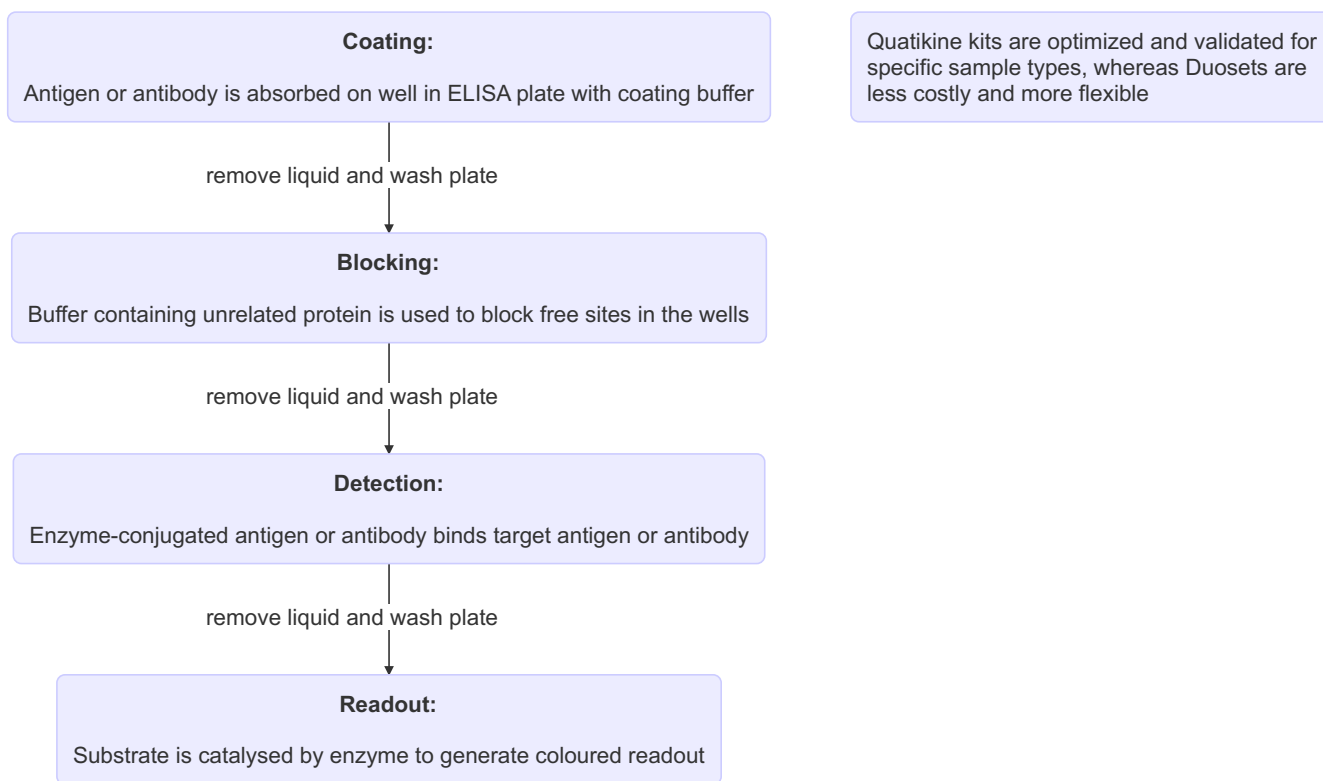 Coating:
Antigen or antibody is absorbed on well in ELISA plate with coating buffer
Quatikine kits are optimized and validated for
specific sample types, whereas Duosets are
less costly and more flexible
remove liquid and wash plate
Blocking:
Buffer containing unrelated protein is used to block free sites in the wells
remove liquid and wash plate
Detection:
Enzyme-conjugated antigen or antibody binds target antigen or antibody
remove liquid and wash plate
Readout:
Substrate is catalysed by enzyme to generate coloured readout